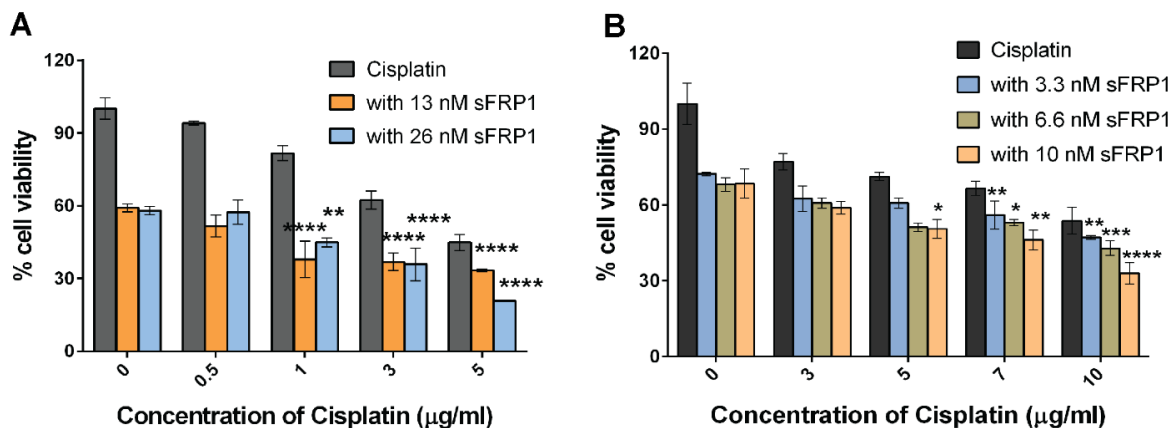 A
Cisplatin
with 13 nM sFRP1
with 26 nM sFRP1
% cell viability
120
90
60
30
0
****
**
****
****
****
****
0
0.5
1
3
5
Concentration of Cisplatin (μg/ml)
B
Cisplatin
with 3.3 nM sFRP1
with 6.6 nM sFRP1
with 10 nM sFRP1
% cell viability
120
90
60
30
0
*
**
*
**
**
***
****
0
3
5
7
10
Concentration of Cisplatin (μg/ml)